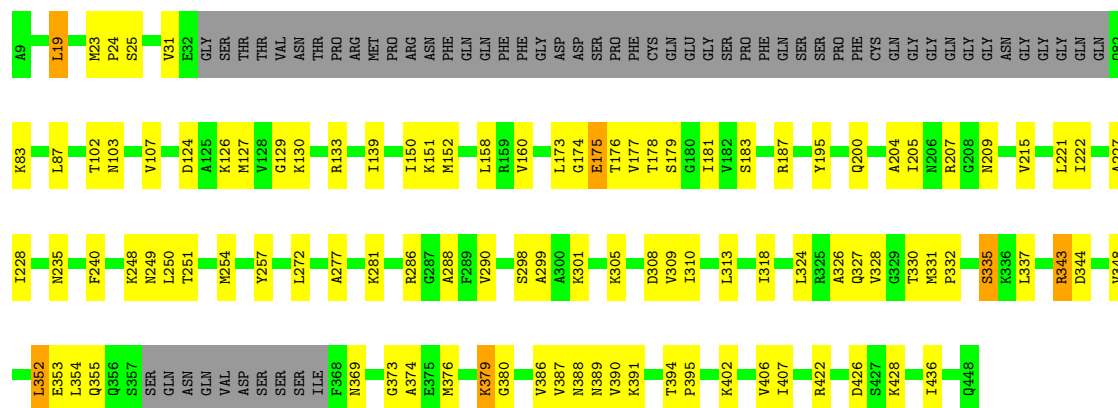 A9 L19 M23 P24 S25 V31 E32 GLY SER THR THR VAL ASN THR PRO ARG MET PRO ARG ASN PHE GLN GLN PHE PHE GLY ASP ASP SER PRO PHE CYS GLN GLU GLY SER PRO PHE GLN SER SER PRO PHE CYS GLN GLY GLY GLN GLY GLY ASN GLY GLY GLY GLN GLN Q82
K83 L87 T102 N103 V107 D124 A125 K126 M127 V128 G129 K130 R133 I139 I150 K151 M152 L158 R159 V160 L173 G174 E175 T176 V177 T178 S179 G180 I181 V182 S183 R187 Y195 Q200 A204 I205 N206 R207 G208 N209 V215 L221 I222 A227
I228 N235 F240 K248 N249 L250 T251 M254 Y257 L272 A277 K281 R286 G287 A288 F289 V290 S298 A299 A300 K301 K305 D308 V309 I310 L313 I318 L324 R325 A326 Q327 V328 G329 T330 M331 P332 S335 K336 L337 R343 D344 V348
L352 E353 L354 Q355 Q356 S357 SER GLN ASN GLN VAL ASP SER SER SER ILE F368 N369 G373 A374 E375 M376 K379 G380 V386 V387 N388 N389 V390 K391 T394 P395 K402 V406 I407 R422 D426 S427 K428 I436 Q448